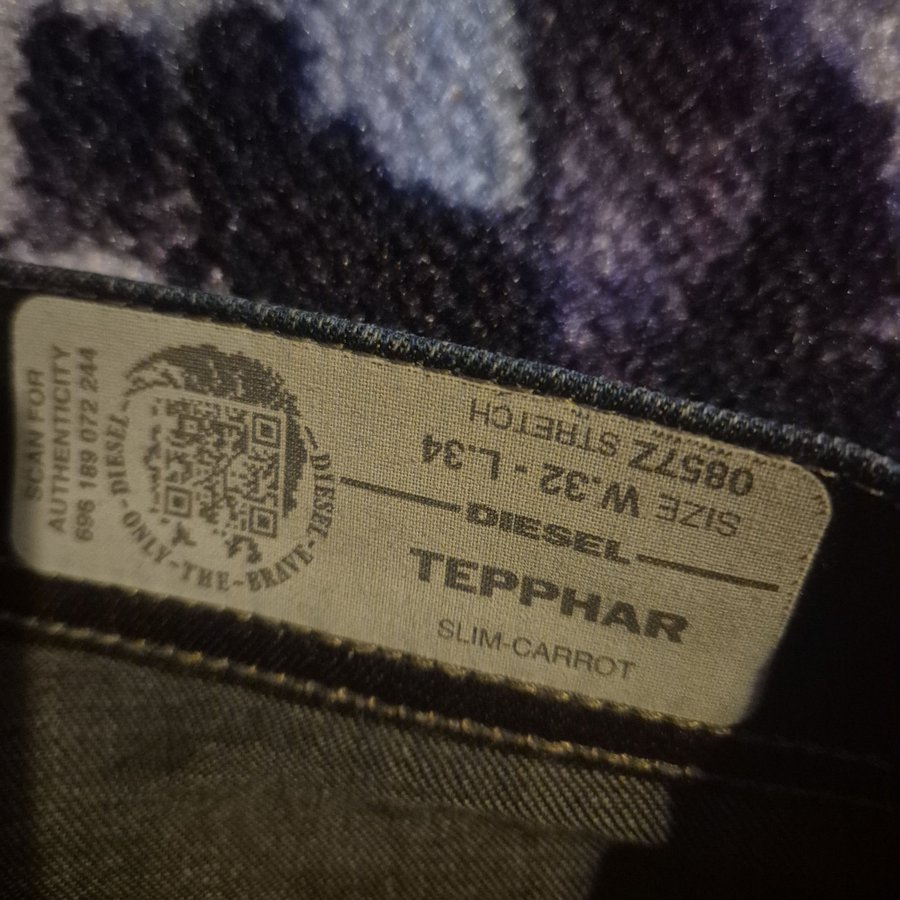 SCAN FOR
AUTHENTICITY
696 189 072 244
DIESEL-ONLY-THE-BRAVE-DIESEL
0857Z STRETCH
SIZE W.32 - L.34
DIESEL
TEPPHAR
SLIM-CARROT